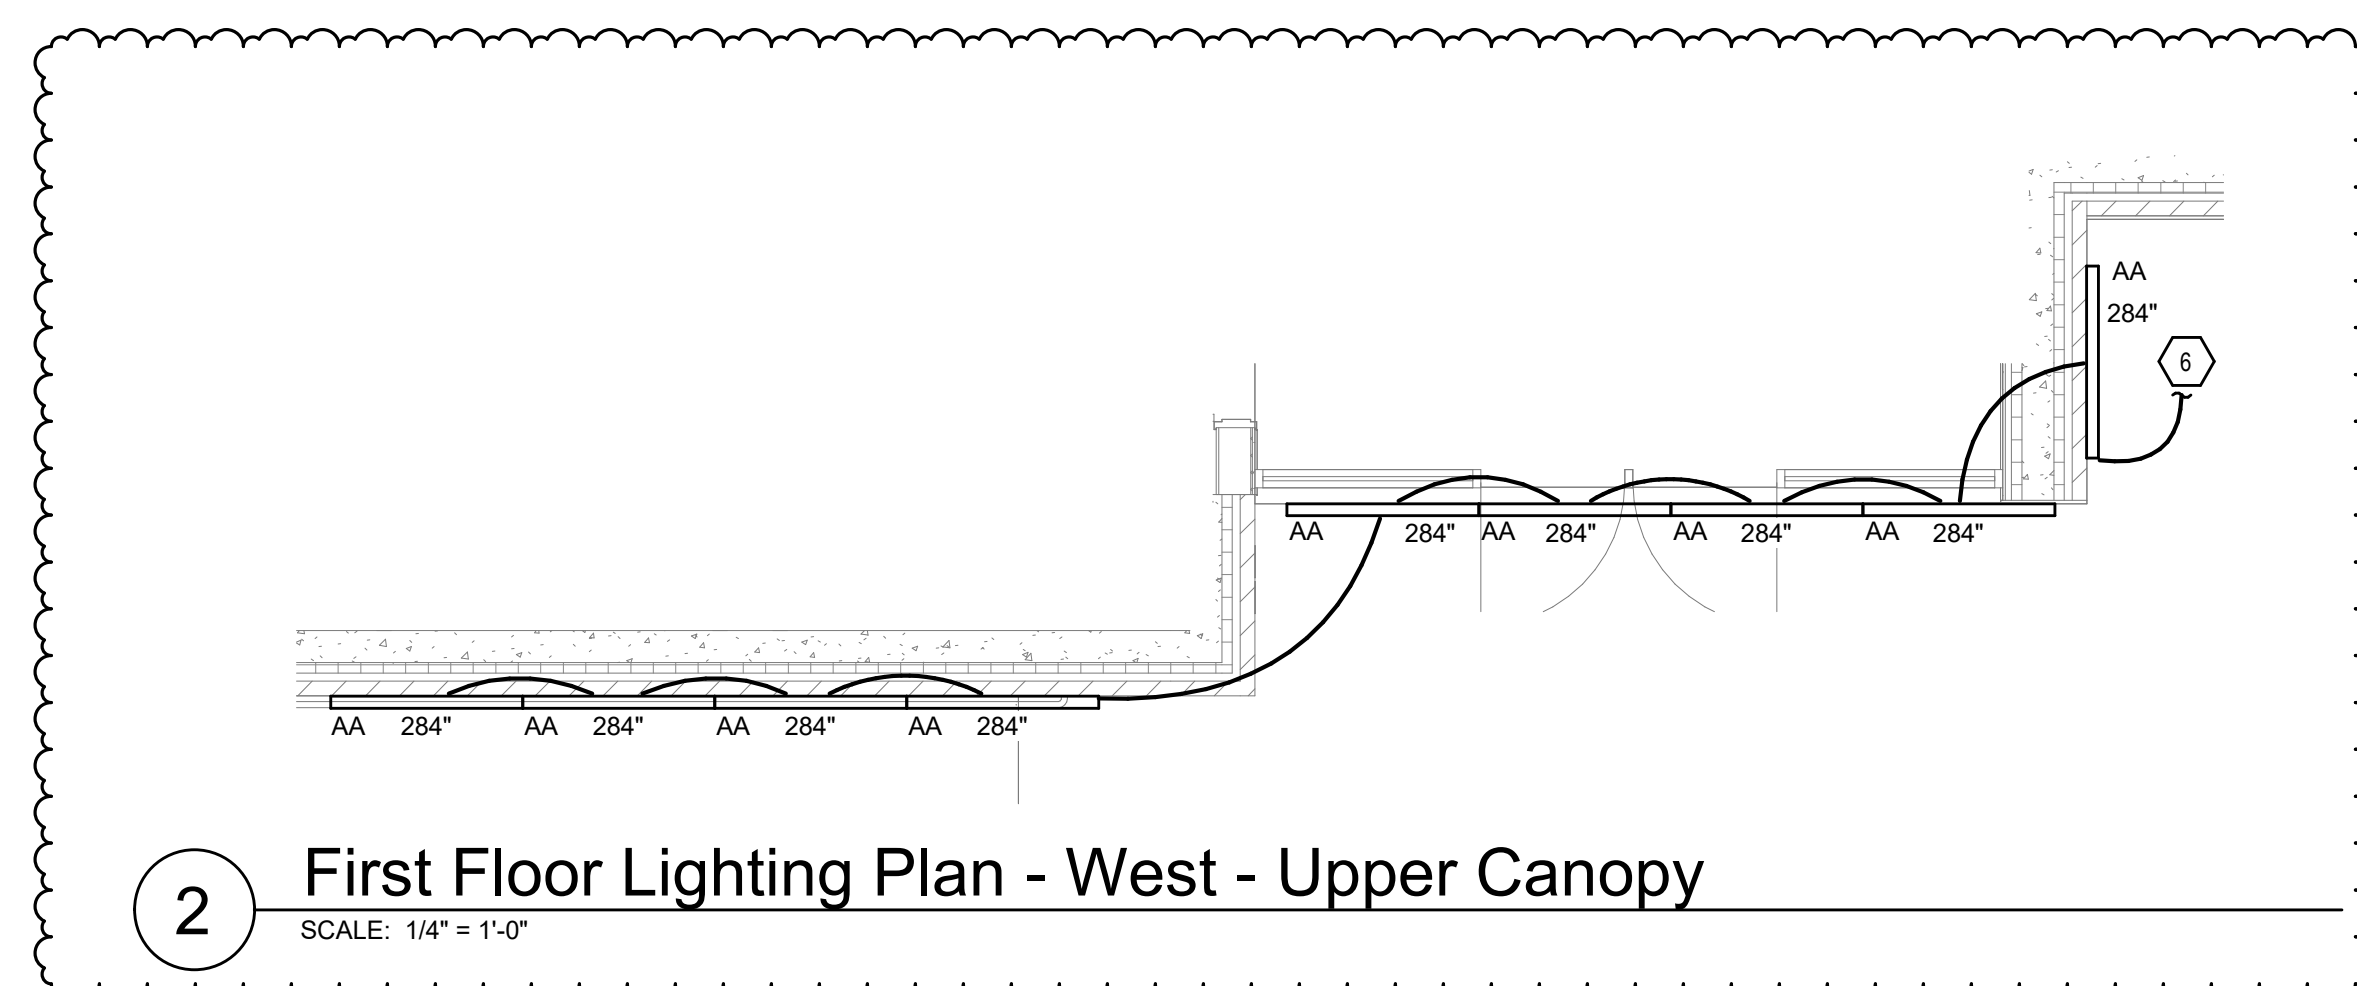 AA
284"
6
AA 284" AA 284" AA 284" AA 284"
AA 284" AA 284" AA 284" AA 284"
2
First Floor Lighting Plan - West - Upper Canopy
SCALE: 1/4" = 1'-0"